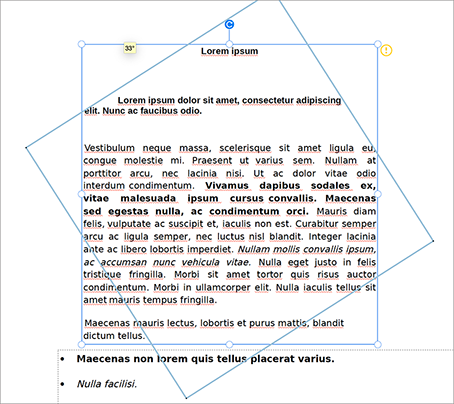 33°
Lorem ipsum
Lorem ipsum dolor sit amet, consectetur adipiscing
elit. Nunc ac faucibus odio.
Vestibulum neque massa, scelerisque sit amet ligula eu,
congue molestie mi. Praesent ut varius sem. Nullam at
porttitor arcu, nec lacinia nisi. Ut ac dolor vitae odio
interdum condimentum. Vivamus dapibus sodales ex,
vitae malesuada ipsum cursus convallis. Maecenas
sed egestas nulla, ac condimentum orci. Mauris diam
felis, vulputate ac suscipit et, iaculis non est. Curabitur semper
arcu ac ligula semper, nec luctus nisl blandit. Integer lacinia
ante ac libero lobortis imperdiet. Nullam mollis convallis ipsum,
ac accumsan nunc vehicula vitae. Nulla eget justo in felis
tristique fringilla. Morbi sit amet tortor quis risus auctor
condimentum. Morbi in ullamcorper elit. Nulla iaculis tellus sit
amet mauris tempus fringilla.
Maecenas mauris lectus, lobortis et purus mattis, blandit
dictum tellus.
• Maecenas non lorem quis tellus placerat varius.
• Nulla facilisi.